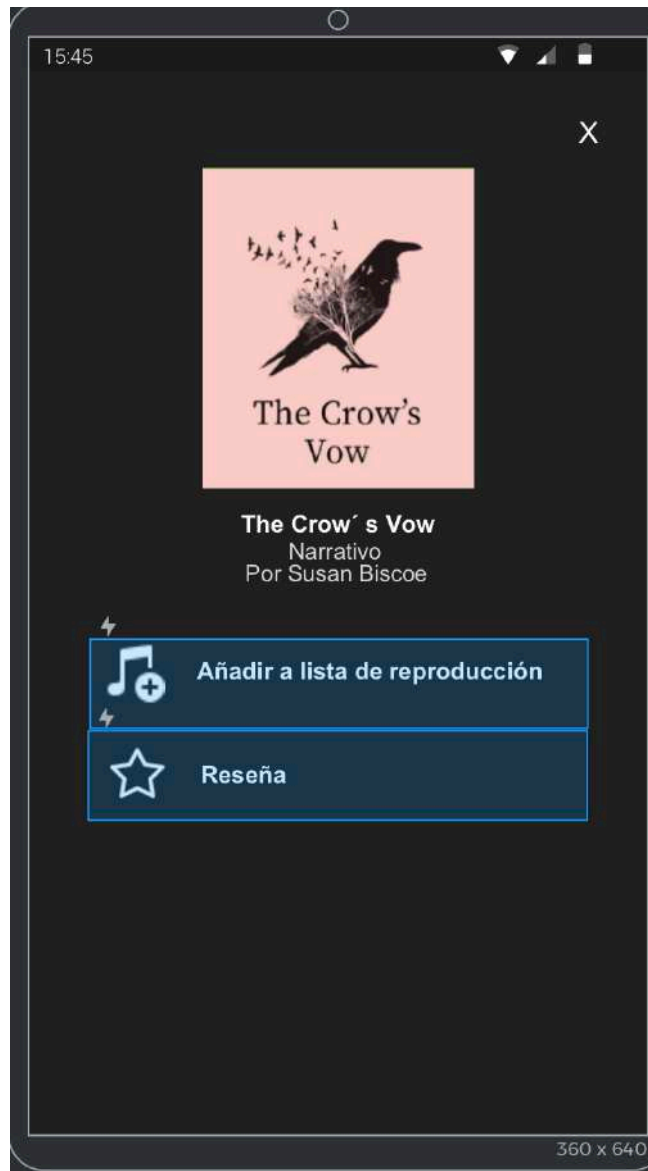 15:45
X
The Crow's
Vow
The Crow´ s Vow
Narrativo
Por Susan Biscoe
Añadir a lista de reproducción
Reseña
360 x 640